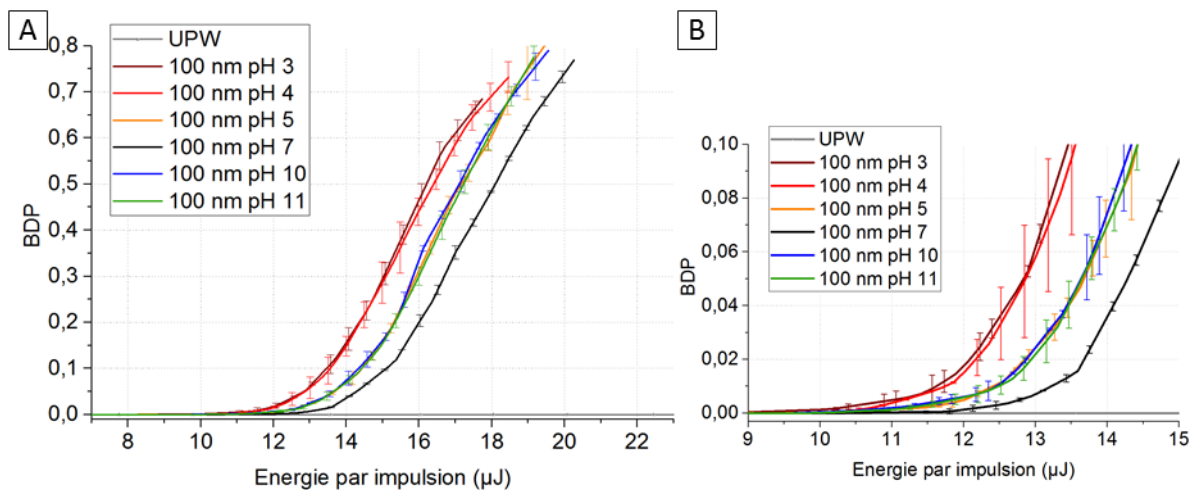 A
BDP
0,8
0,7
0,6
0,5
0,4
0,3
0,2
0,1
0,0
UPW
100 nm pH 3
100 nm pH 4
100 nm pH 5
100 nm pH 7
100 nm pH 10
100 nm pH 11
8 10 12 14 16 18 20 22
Energie par impulsion (µJ)
B
BDP
0,10
0,08
0,06
0,04
0,02
0,00
UPW
100 nm pH 3
100 nm pH 4
100 nm pH 5
100 nm pH 7
100 nm pH 10
100 nm pH 11
9 10 11 12 13 14 15
Energie par impulsion (µJ)